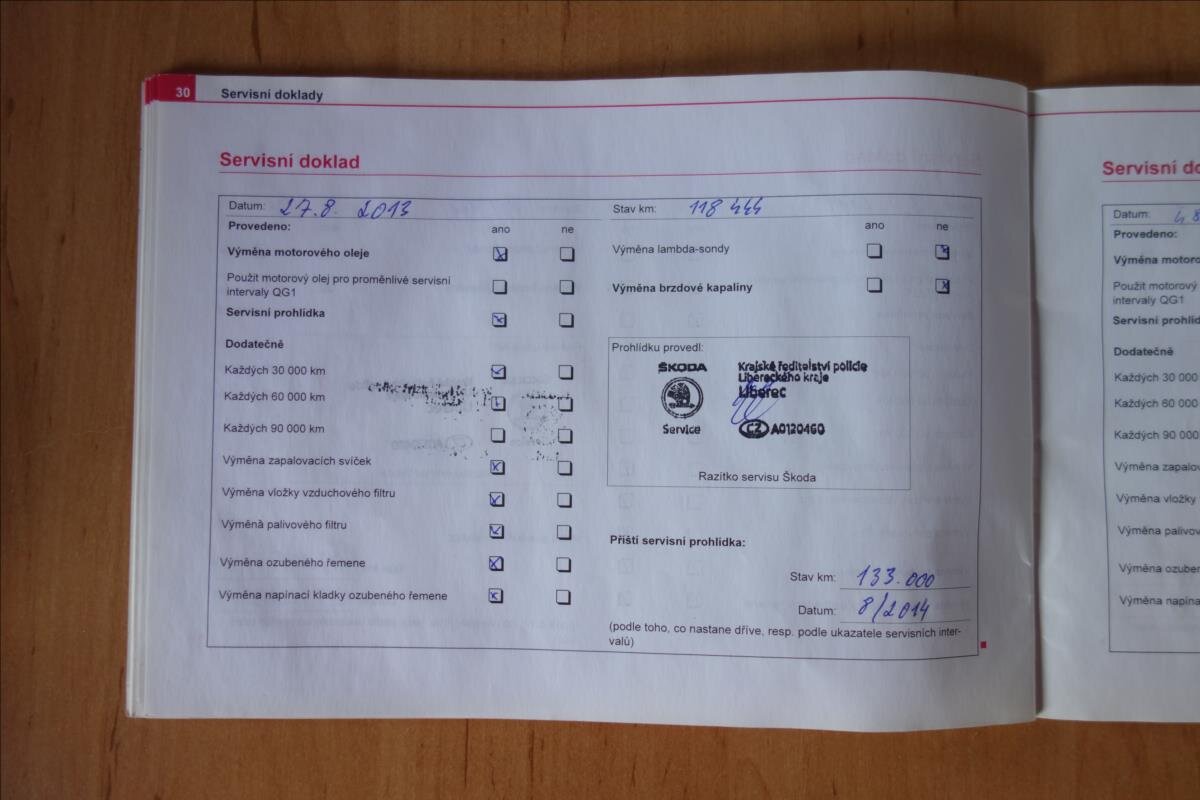 30 Servisní doklady
Servisní doklad
Datum: 27.8. 2013
Provedeno: ano ne
Výměna motorového oleje
Použit motorový olej pro proměnlivé servisní
intervaly QG1
Servisní prohlídka
Dodatečně
Každých 30 000 km
Každých 60 000 km
Každých 90 000 km
Výměna zapalovacích svíček
Výměna vložky vzduchového filtru
Výměna palivového filtru
Výměna ozubeného řemene
Výměna napínací kladky ozubeného řemene
Stav km: 118 444
ano ne
Výměna lambda-sondy
Výměna brzdové kapaliny
Prohlídku provedl:
ŠKODA
Service
Krajské ředitelství policie
Libereckého kraje
Liberec
CZ A0120460
Razítko servisu Škoda
Příští servisní prohlídka:
Stav km: 133.000
Datum: 8/2014
(podle toho, co nastane dříve, resp. podle ukazatele servisních inter-
valů)
Servisní do
Datum:
Provedeno:
Výměna motoro
Použit motorový
intervaly QG1
Servisní prohlíd
Dodatečně
Každých 30 000
Každých 60 000
Každých 90 000
Výměna zapalo
Výměna vložky
Výměna paliv
Výměna ozube
Výměna napína